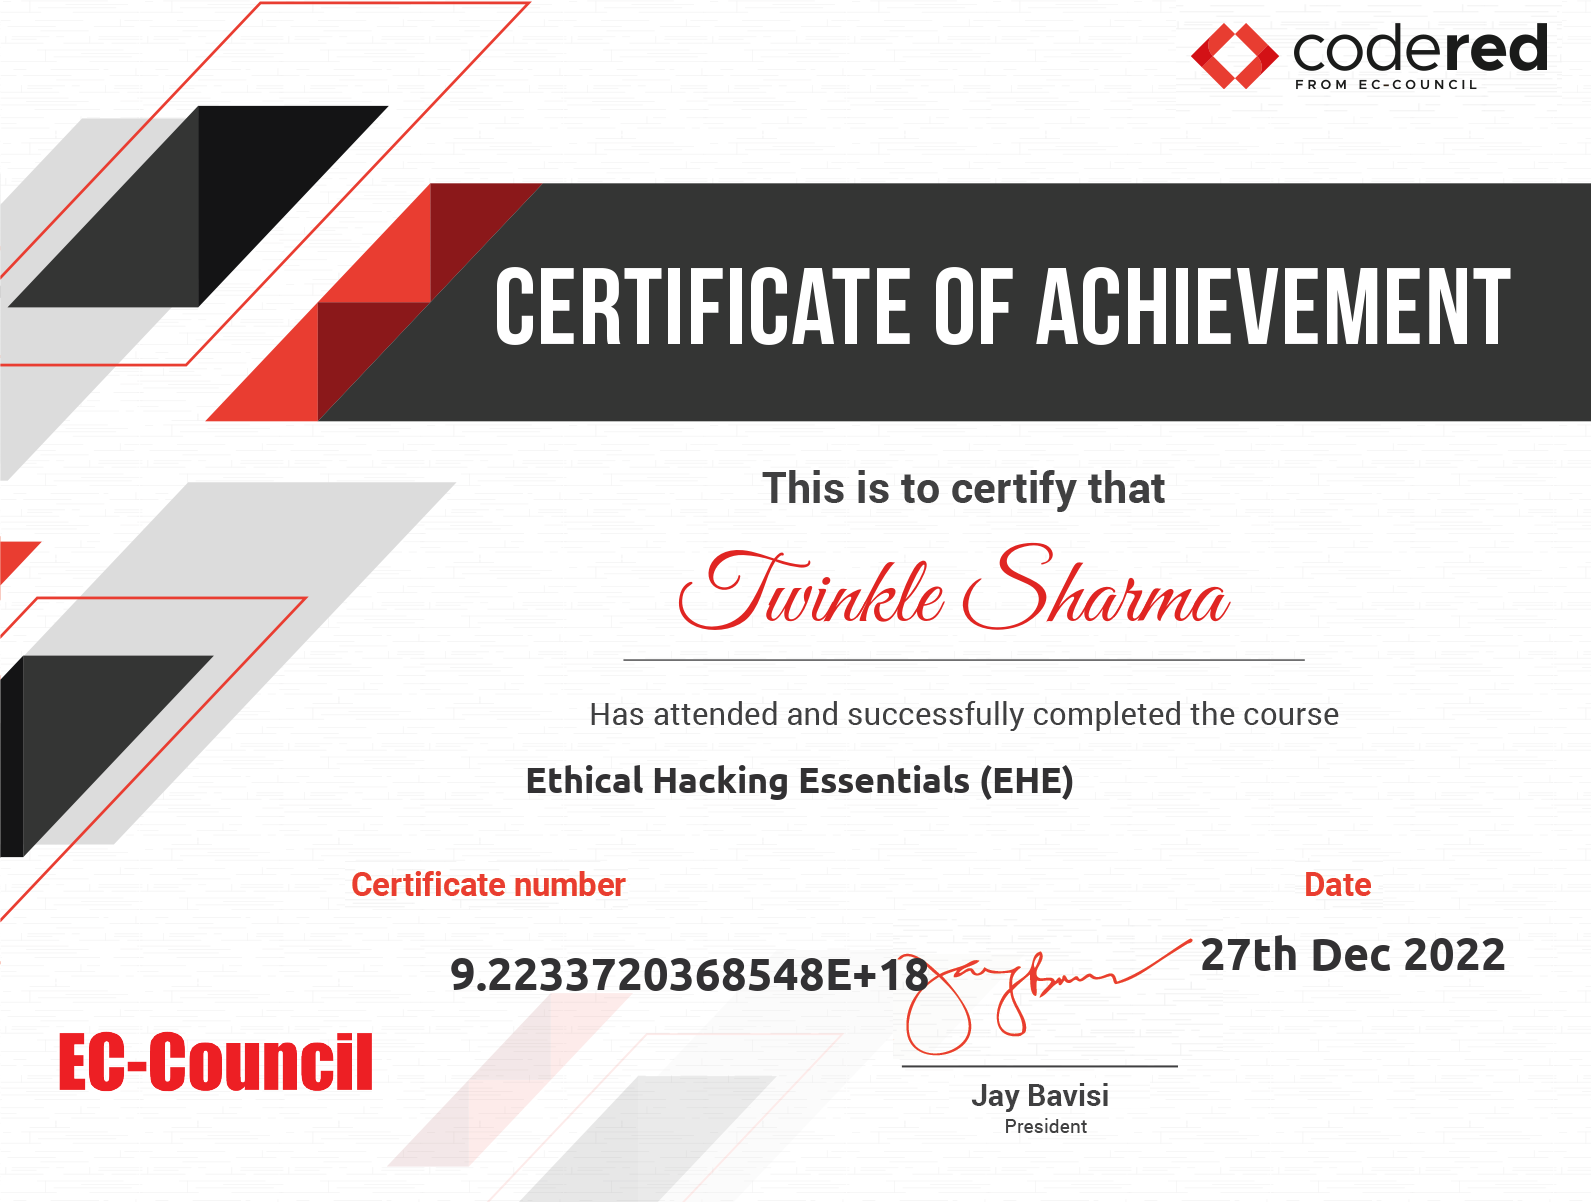 codered
FROM EC-COUNCIL
CERTIFICATE OF ACHIEVEMENT
This is to certify that
Twinkle Sharma
Has attended and successfully completed the course
Ethical Hacking Essentials (EHE)
Certificate number
Date
9.2233720368548E+18
27th Dec 2022
EC-Council
Jay Bavisi
President